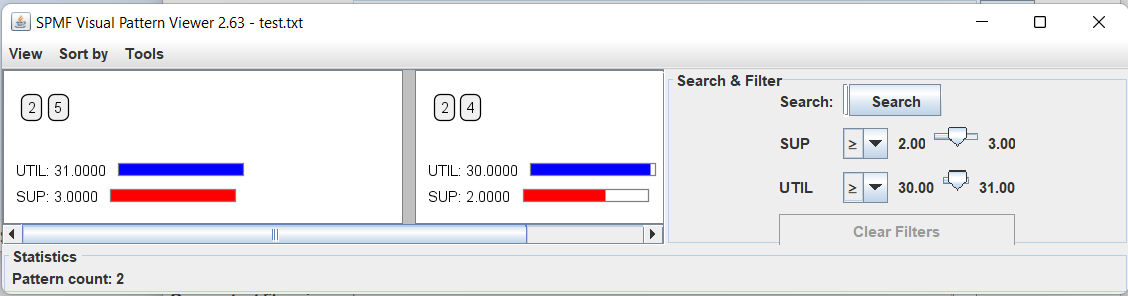 SPMF Visual Pattern Viewer 2.63 - test.txt
View Sort by Tools
2 5
UTIL: 31.0000
SUP: 3.0000
2 4
UTIL: 30.0000
SUP: 2.0000
Search & Filter
Search: Search
SUP ≥ 2.00 3.00
UTIL ≥ 30.00 31.00
Clear Filters
Statistics
Pattern count: 2